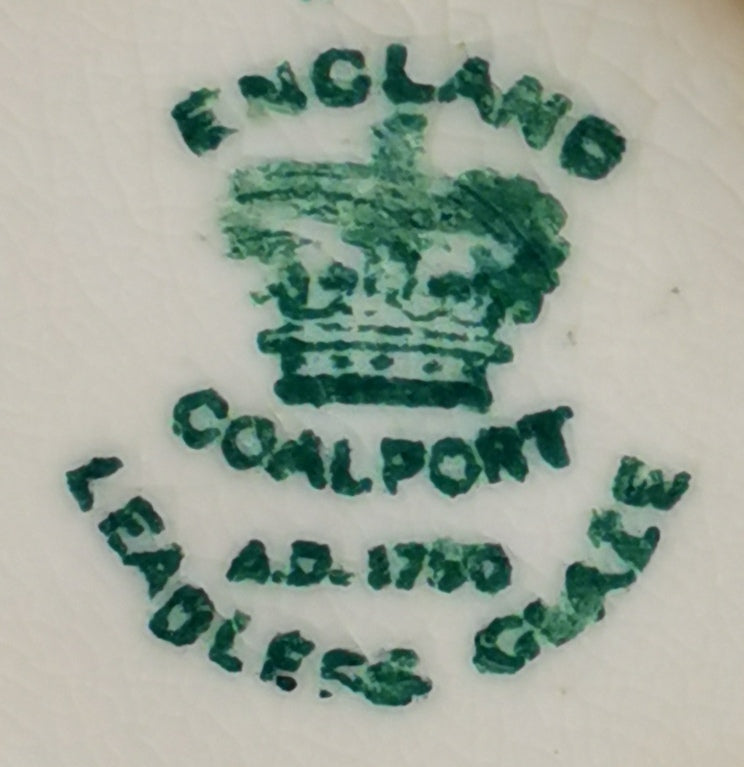 ENGLAND
COALPORT
A.D. 1750
LEADLESS GLAZE